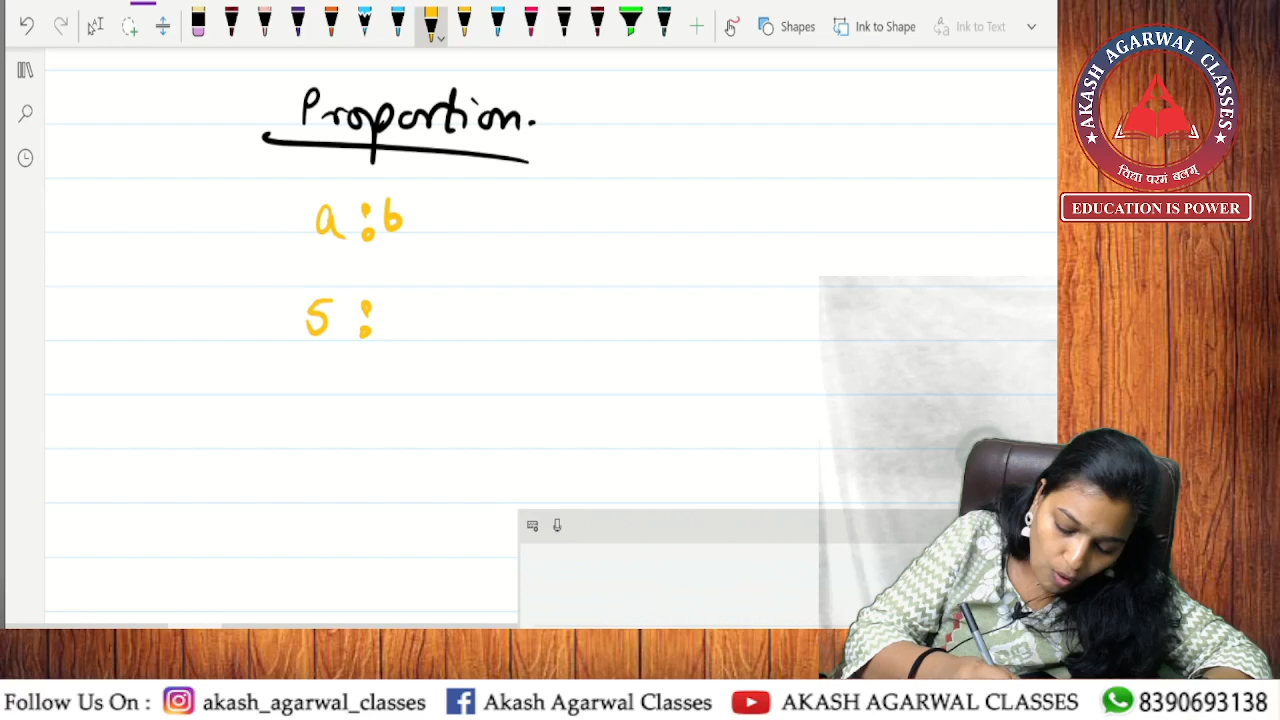 Shapes
Ink to Shape
Ink to Text
Proportion.
a : b
5 :
AKASH AGARWAL CLASSES
विद्या परमं बलम्
EDUCATION IS POWER
Follow Us On : akash_agarwal_classes Akash Agarwal Classes AKASH AGARWAL CLASSES 8390693138